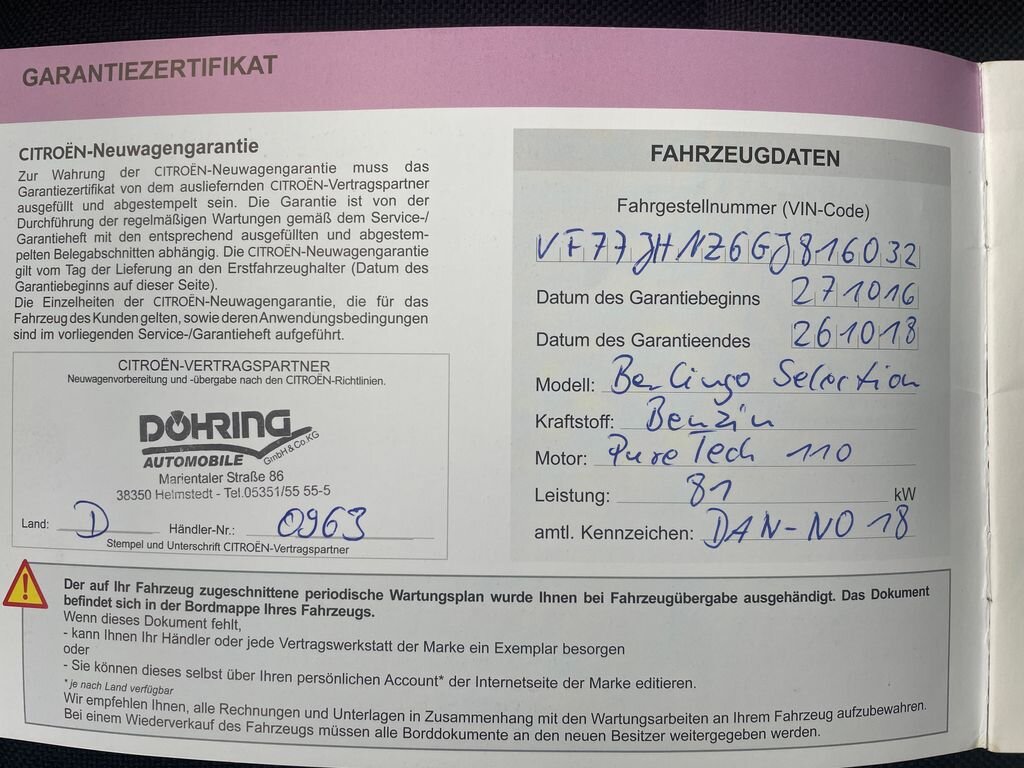 GARANTIEZERTIFIKAT
CITROËN-Neuwagengarantie
Zur Wahrung der CITROËN-Neuwagengarantie muss das
Garantiezertifikat von dem ausliefernden CITROËN-Vertragspartner
ausgefüllt und abgestempelt sein. Die Garantie ist von der
Durchführung der regelmäßigen Wartungen gemäß dem Service-/
Garantieheft mit den entsprechend ausgefüllten und abgestem-
pelten Belegabschnitten abhängig. Die CITROËN-Neuwagengarantie
gilt vom Tag der Lieferung an den Erstfahrzeughalter (Datum des
Garantiebeginns auf dieser Seite).
Die Einzelheiten der CITROËN-Neuwagengarantie, die für das
Fahrzeug des Kunden gelten, sowie deren Anwendungsbedingungen
sind im vorliegenden Service-/Garantieheft aufgeführt.
CITROËN-VERTRAGSPARTNER
Neuwagenvorbereitung und -übergabe nach den CITROËN-Richtlinien.
DÖHRING
AUTOMOBILE GmbH & Co. KG
Marientaler Straße 86
38350 Helmstedt - Tel.05351/55 55-5
Land: D Händler-Nr.: 0963
Stempel und Unterschrift CITROËN-Vertragspartner
FAHRZEUGDATEN
Fahrgestellnummer (VIN-Code)
VF77JHNZ6GJ816032
Datum des Garantiebeginns 271016
Datum des Garantieendes 261018
Modell: Berlingo Selection
Kraftstoff: Benzin
Motor: PureTech 110
Leistung: 81 kW
amtl. Kennzeichen: DAN-NO 18
Der auf Ihr Fahrzeug zugeschnittene periodische Wartungsplan wurde Ihnen bei Fahrzeugübergabe ausgehändigt. Das Dokument
befindet sich in der Bordmappe Ihres Fahrzeugs.
Wenn dieses Dokument fehlt,
- kann Ihnen Ihr Händler oder jede Vertragswerkstatt der Marke ein Exemplar besorgen
oder
- Sie können dieses selbst über Ihren persönlichen Account* der Internetseite der Marke editieren.
* je nach Land verfügbar
Wir empfehlen Ihnen, alle Rechnungen und Unterlagen in Zusammenhang mit den Wartungsarbeiten an Ihrem Fahrzeug aufzubewahren.
Bei einem Wiederverkauf des Fahrzeugs müssen alle Borddokumente an den neuen Besitzer weitergegeben werden.